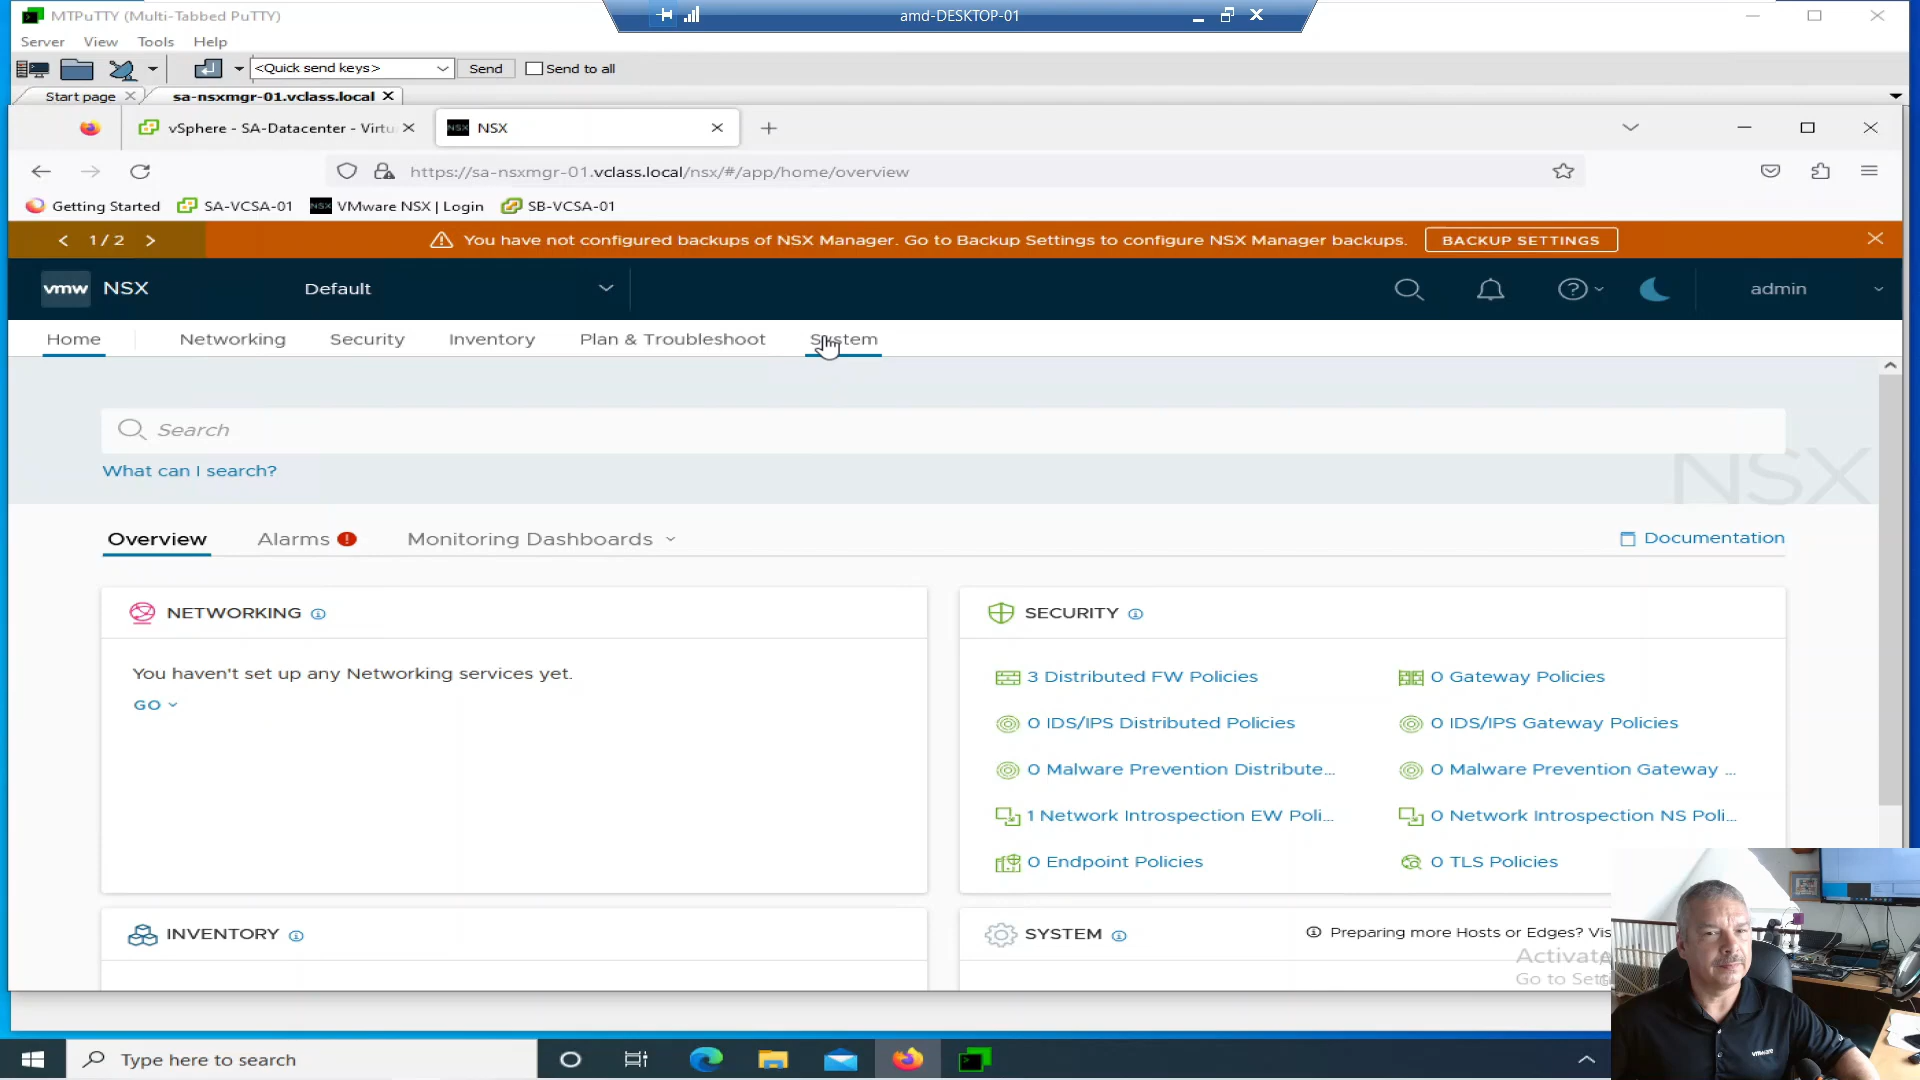 MTPuTTY (Multi-Tabbed PuTTY)
amd-DESKTOP-01
Server View Tools Help
<Quick send keys> Send Send to all
Start page sa-nsxmgr-01.vclass.local
vSphere - SA-Datacenter - Virtu
NSX NSX
https://sa-nsxmgr-01.vclass.local/nsx/#/app/home/overview
Getting Started SA-VCSA-01 NSX VMware NSX | Login SB-VCSA-01
< 1 / 2 > You have not configured backups of NSX Manager. Go to Backup Settings to configure NSX Manager backups. BACKUP SETTINGS
vmw NSX Default admin
Home Networking Security Inventory Plan & Troubleshoot System
Search
What can I search?
NSX
Overview Alarms Monitoring Dashboards Documentation
NETWORKING
You haven't set up any Networking services yet.
GO
SECURITY
3 Distributed FW Policies 0 Gateway Policies
0 IDS/IPS Distributed Policies 0 IDS/IPS Gateway Policies
0 Malware Prevention Distribute... 0 Malware Prevention Gateway ...
1 Network Introspection EW Poli... 0 Network Introspection NS Poli...
0 Endpoint Policies 0 TLS Policies
INVENTORY
SYSTEM Preparing more Hosts or Edges? Vis
Activate
Go to Sett
vmware
Type here to search